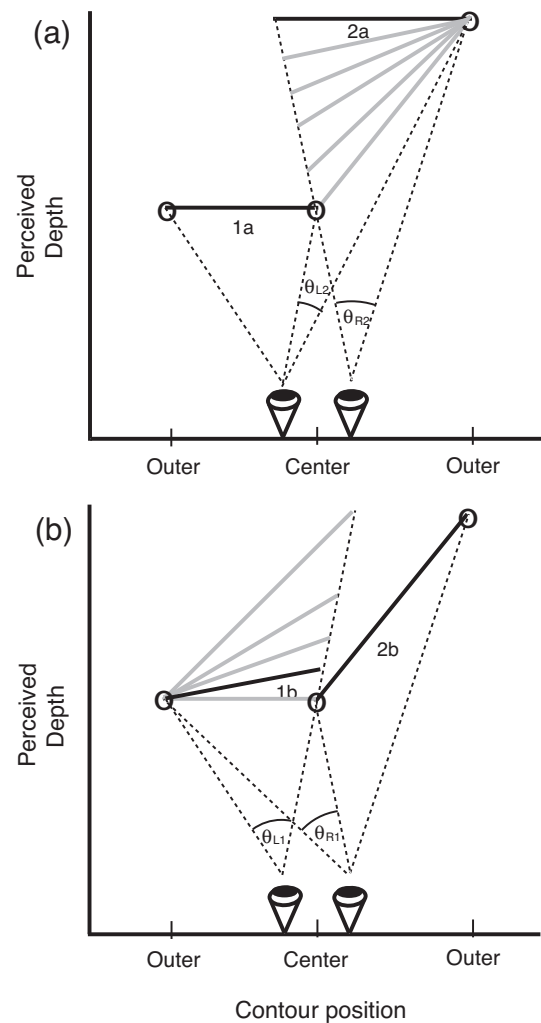 (a)
2a
1a
θL2
θR2
Perceived
Depth
Outer
Center
Outer
(b)
2b
1b
θL1
θR1
Perceived
Depth
Outer
Center
Outer
Contour position